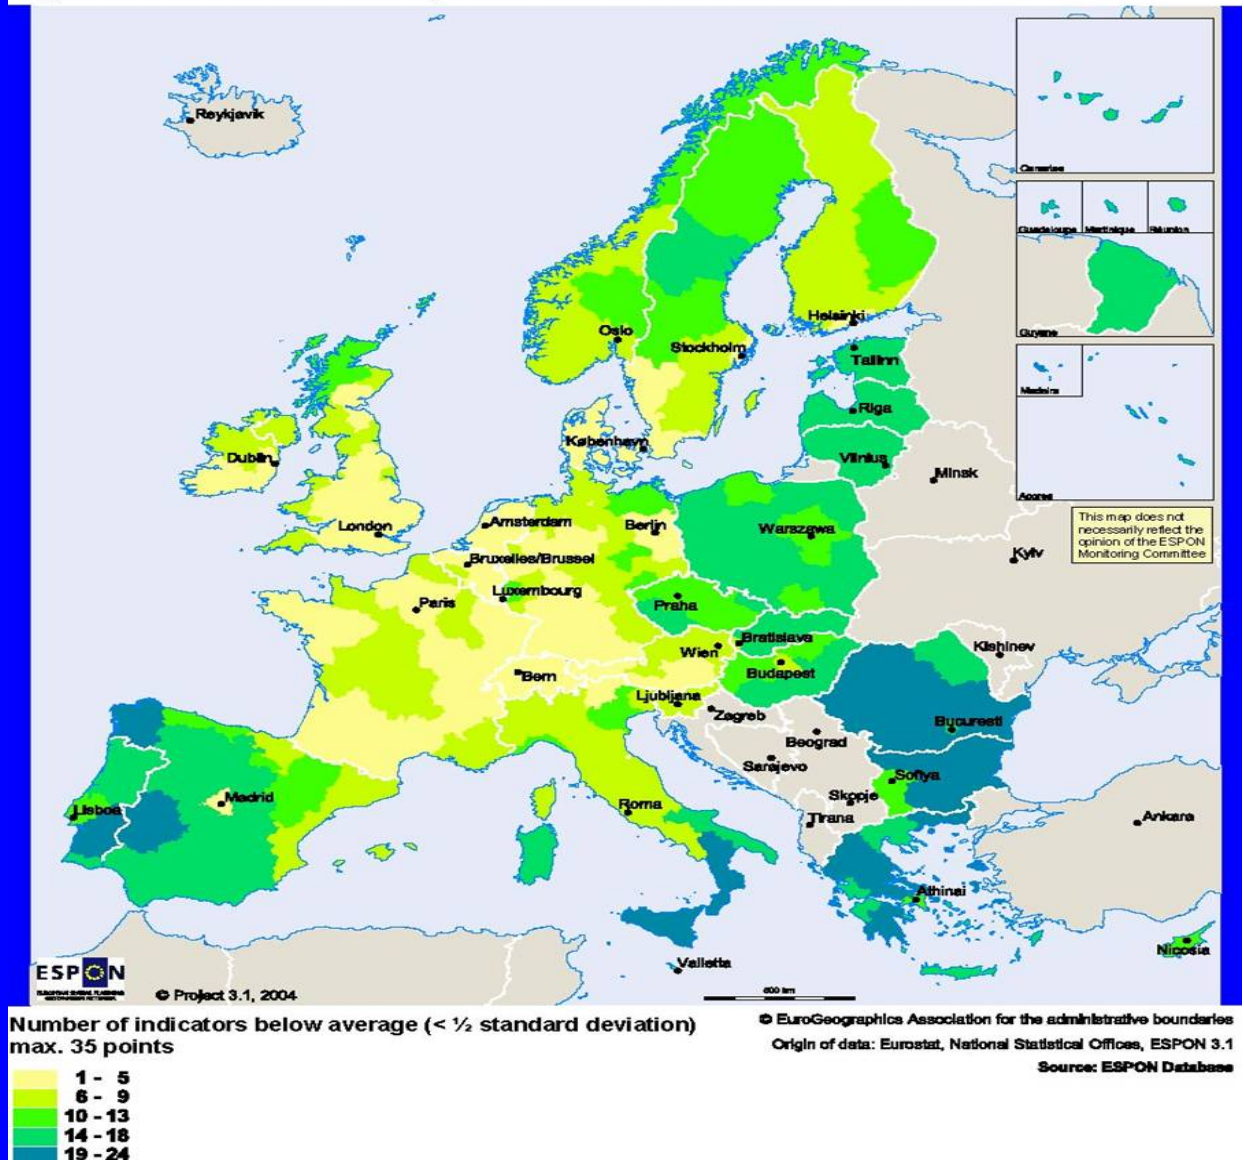 Reykjavik
Canarias
Guadeloupe
Martinique
Réunion
Guyane
Madeira
Acores
This map does not
necessarily reflect the
opinion of the ESPON
Monitoring Committee
Oslo
Helsinki
Stockholm
Tallinn
Riga
København
Vilnius
Minsk
Dublin
London
Amsterdam
Berlin
Warszawa
Kyiv
Bruxelles/Brussel
Luxembourg
Paris
Praha
Bratislava
Wien
Kishinev
Bern
Budapest
Ljubljana
Zagreb
Bucuresti
Beograd
Sarajevo
Sofiya
Skopje
Madrid
Lisboa
Roma
Tirana
Ankara
Athinai
Nicosia
Valletta
ESPON
© Project 3.1, 2004
500 km
Number of indicators below average (< ½ standard deviation)
max. 35 points
1 - 5
6 - 9
10 - 13
14 - 18
19 - 24
© EuroGeographics Association for the administrative boundaries
Origin of data: Eurostat, National Statistical Offices, ESPON 3.1
Source: ESPON Database